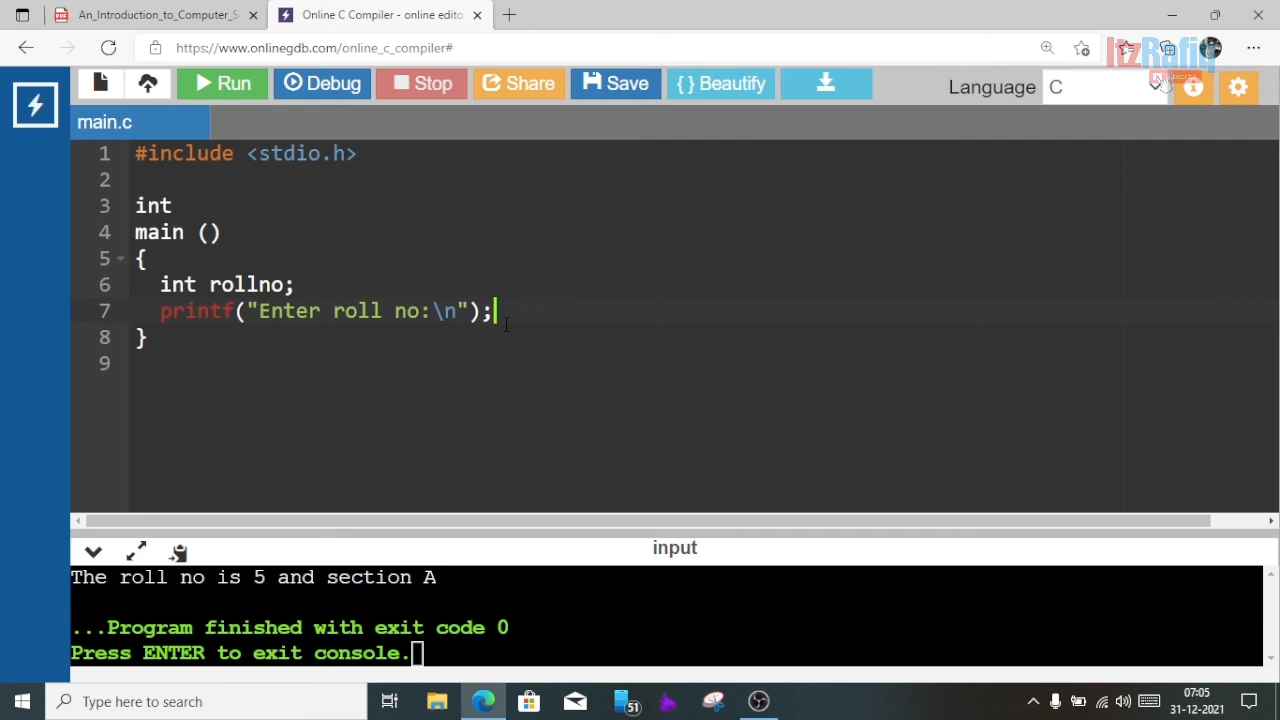 An_Introduction_to_Computer_S
Online C Compiler - online edito
https://www.onlinegdb.com/online_c_compiler#
ItzRafiq
Subscribe
Run
Debug
Stop
Share
Save
{ } Beautify
Language
C
main.c
1 #include <stdio.h>
2
3 int
4 main ()
5 {
6 int rollno;
7 printf("Enter roll no:\n");
8 }
9
input
The roll no is 5 and section A
...Program finished with exit code 0
Press ENTER to exit console.
Type here to search
51
07:05
31-12-2021